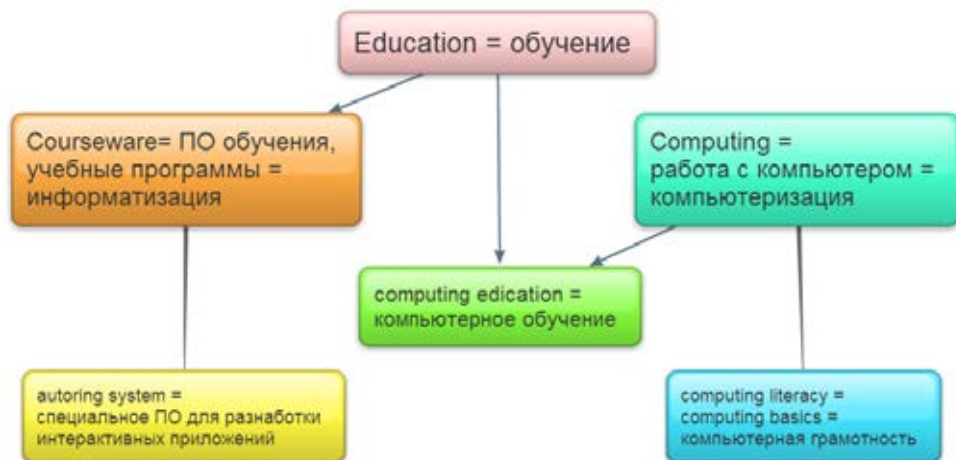 Education = обучение
Courseware= ПО обучения,
учебные программы =
информатизация
Computing =
работа с компьютером =
компьютеризация
computing edication =
компьютерное обучение
autoring system =
специальное ПО для разнаботки
интерактивных приложений
computing literacy =
computing basics =
компьютерная грамотность